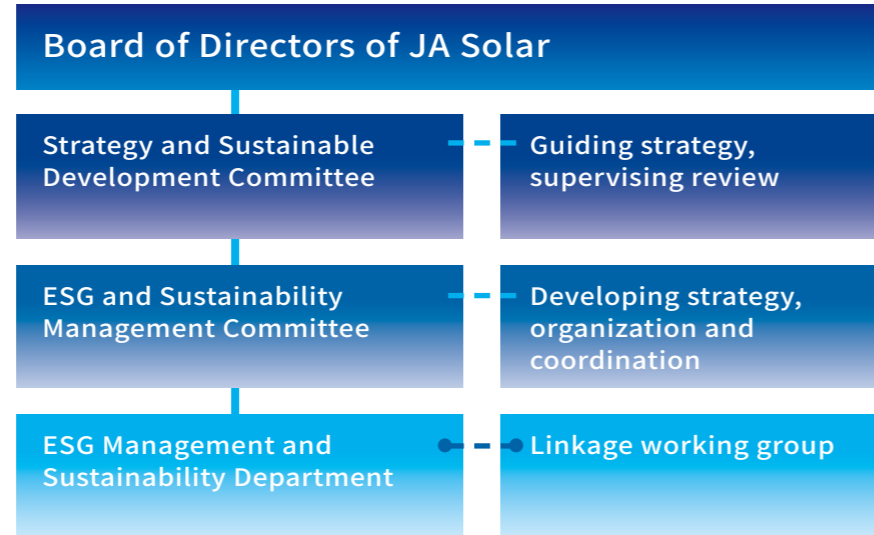 Board of Directors of JA Solar
Strategy and Sustainable
Development Committee
Guiding strategy,
supervising review
ESG and Sustainability
Management Committee
Developing strategy,
organization and
coordination
ESG Management and
Sustainability Department
Linkage working group